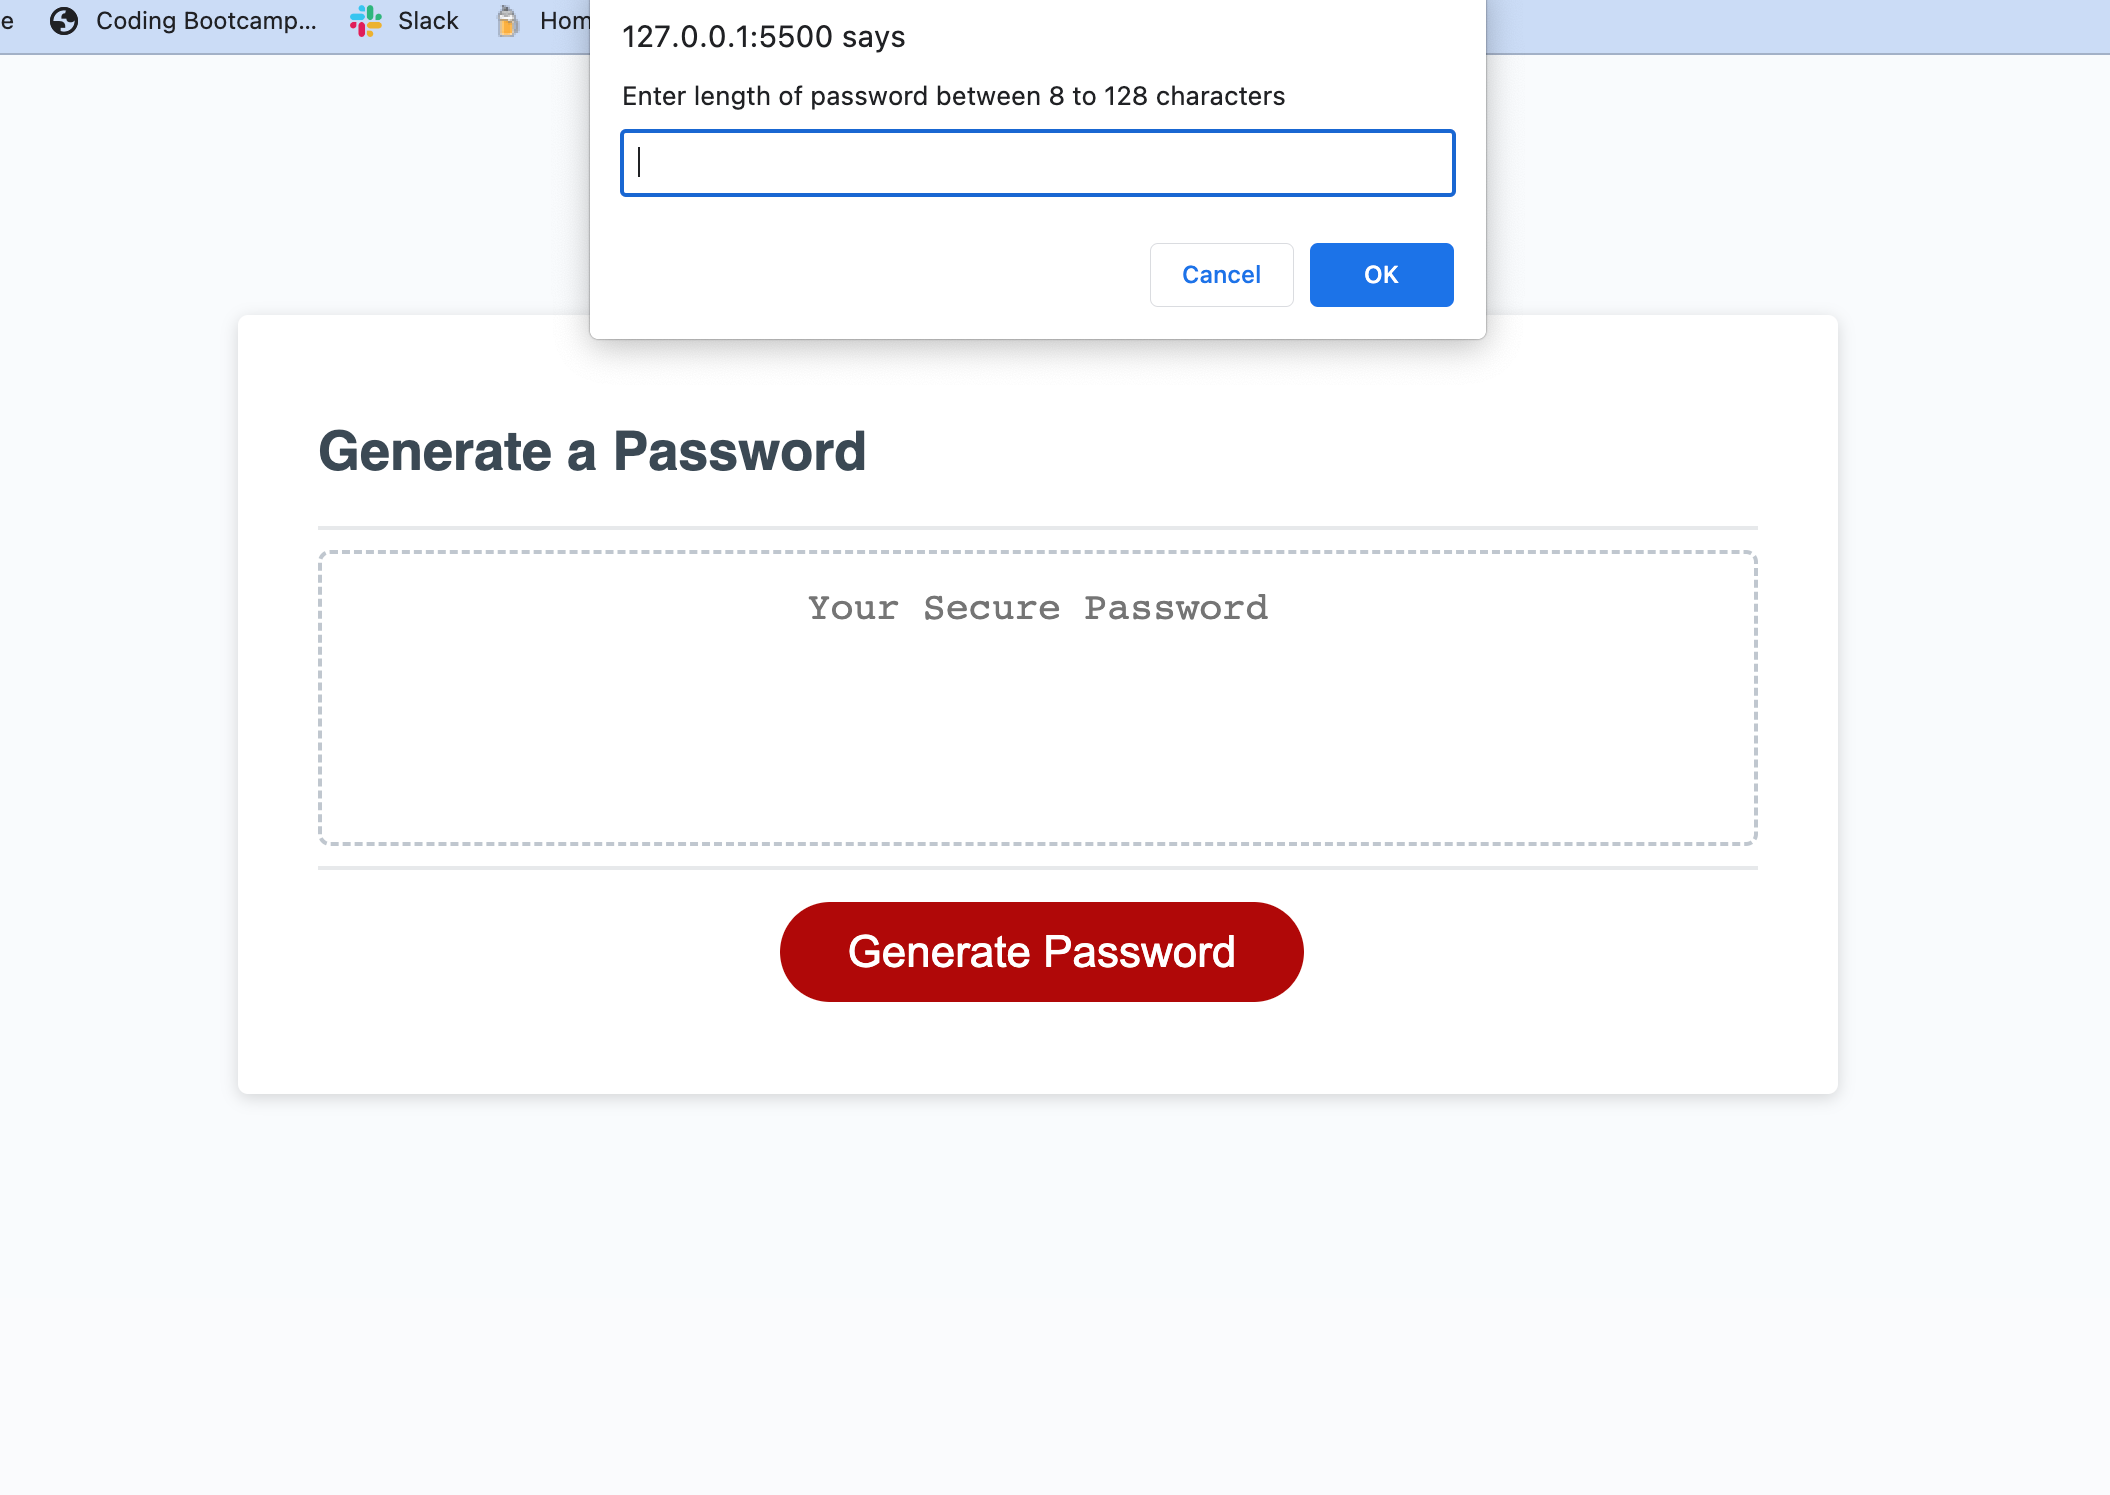 e Coding Bootcamp... Slack Hom
127.0.0.1:5500 says
Enter length of password between 8 to 128 characters
Cancel OK
Generate a Password
Your Secure Password
Generate Password